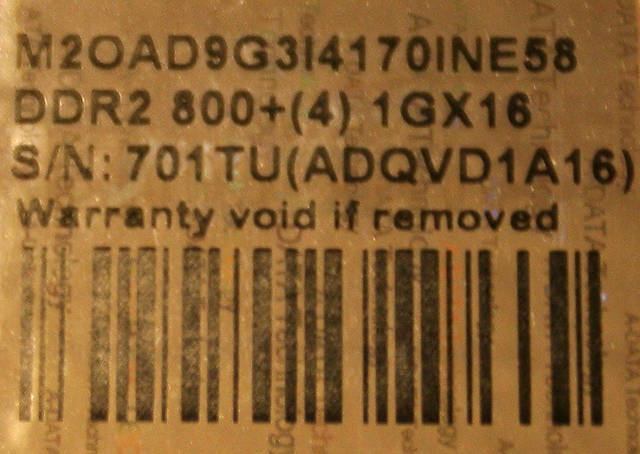 M2OAD9G3I4170INE58
DDR2 800+(4) 1GX16
S/N: 701TU(ADQVD1A16)
Warranty void if removed